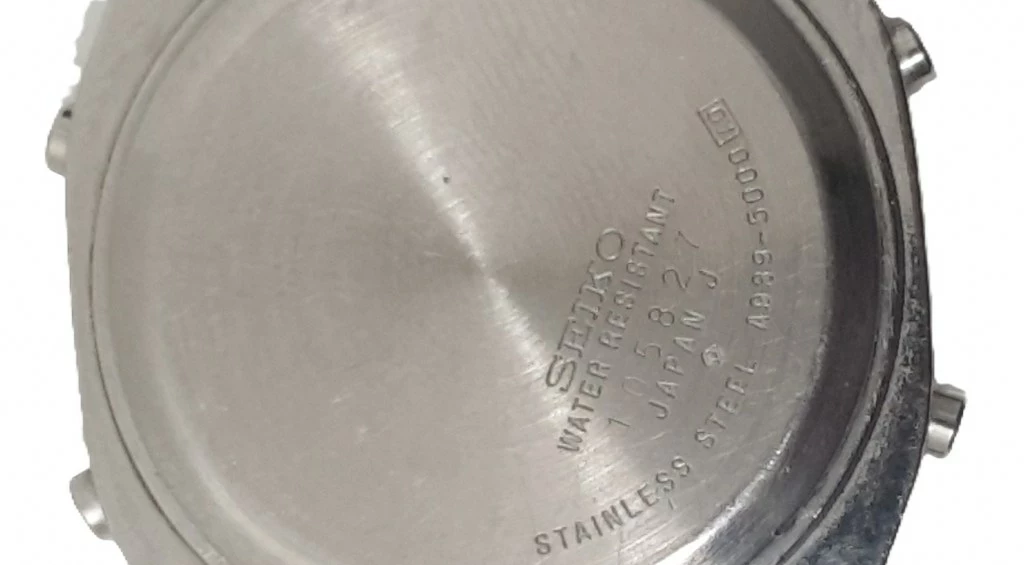 SEIKO
WATER RESISTANT
105827
JAPAN J
STAINLESS STEEL A939-5000